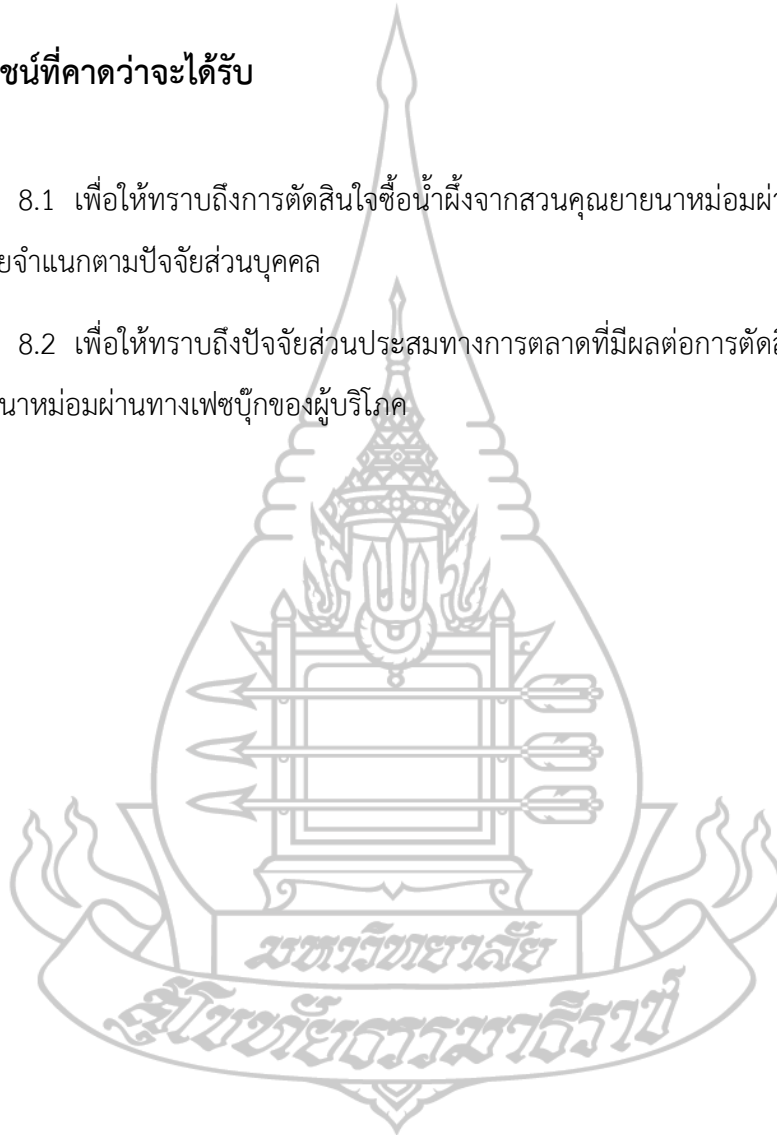 ชน์ที่คาดว่าจะได้รับ
8.1 เพื่อให้ทราบถึงการตัดสินใจซื้อน้ำผึ้งจากสวนคุณยายนาหม่อมผ่า
ยจำแนกตามปัจจัยส่วนบุคคล
8.2 เพื่อให้ทราบถึงปัจจัยส่วนประสมทางการตลาดที่มีผลต่อการตัดสิ
นาหม่อมผ่านทางเฟซบุ๊กของผู้บริโภค
มหาวิทยาลัย
สุโขทัยธรรมาธิราช